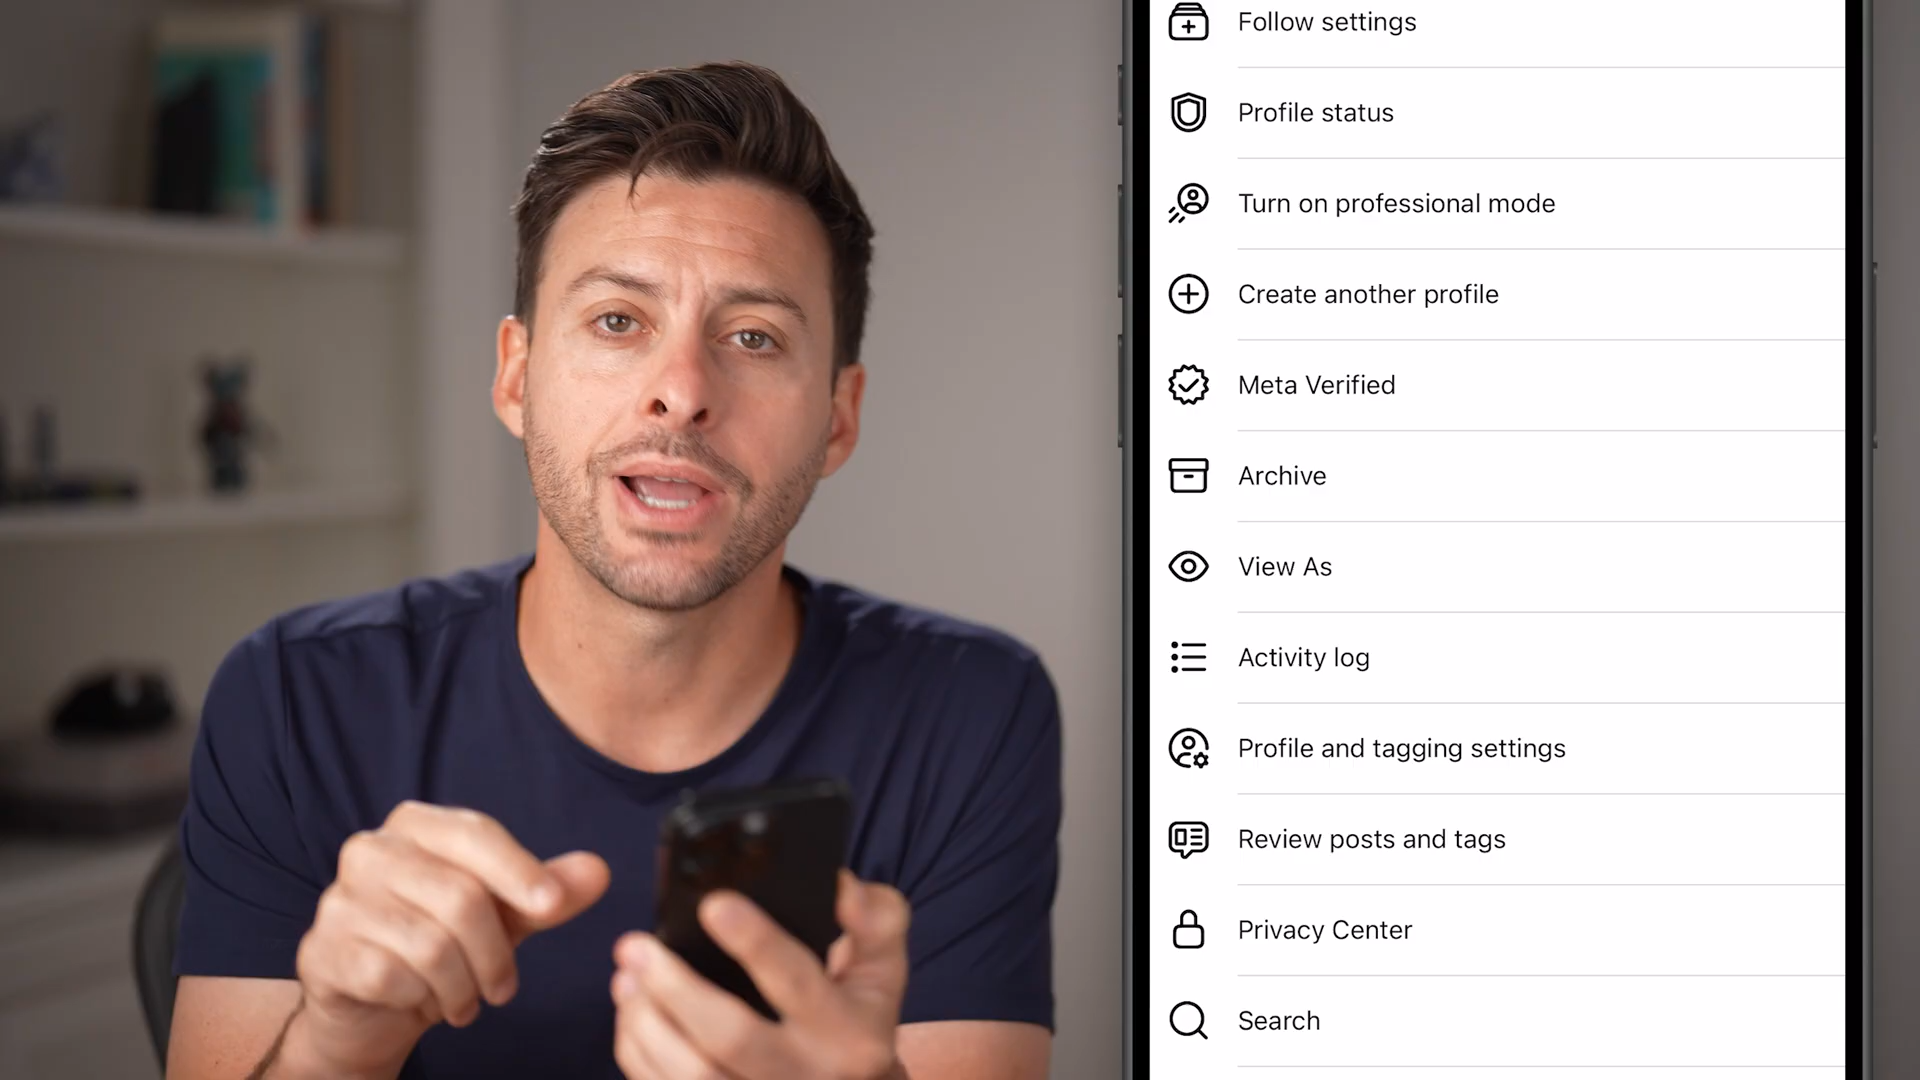 Follow settings
Profile status
Turn on professional mode
Create another profile
Meta Verified
Archive
View As
Activity log
Profile and tagging settings
Review posts and tags
Privacy Center
Search